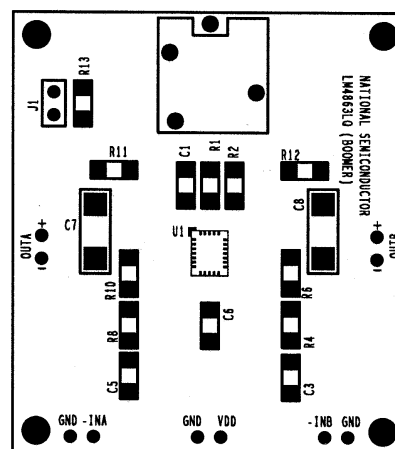 R13
J1
NATIONAL SEMICONDUCTOR
LM4863LQ (BOOMER)
R11
C1
R1
R2
R12
C7
C8
U1
+
OUTA
-
+
OUTB
-
R10
R6
R8
C6
R4
C5
C3
GND -INA
GND VDD
-INB GND